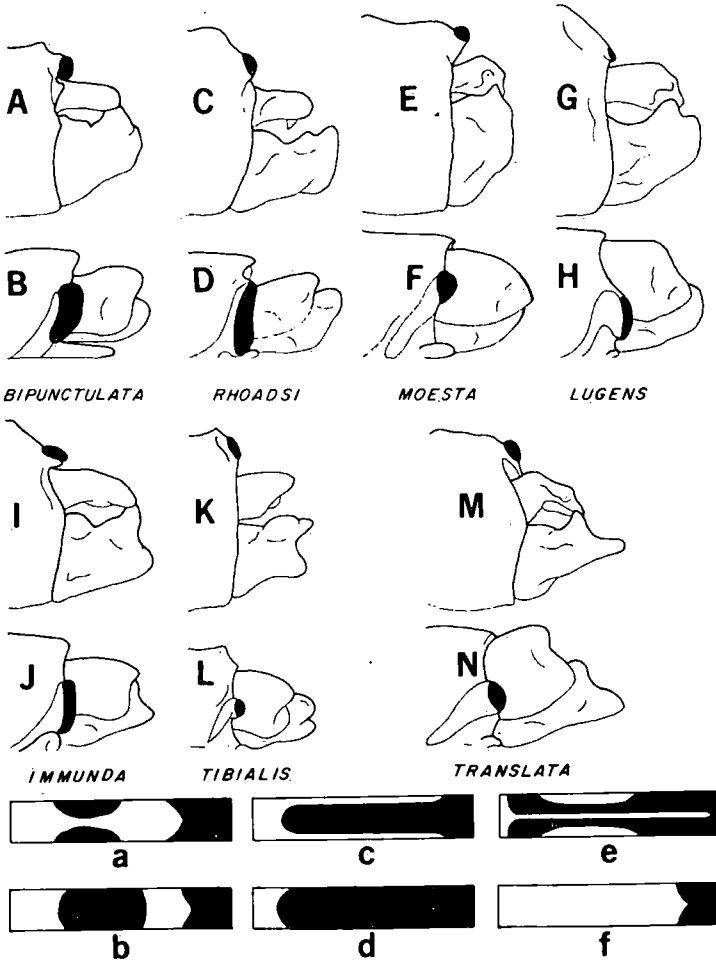 A C E G
B D F H
BIPUNCTULATA RHOADSI MOESTA LUGENS
I K M
J L N
IMMUNDA TIBIALIS TRANSLATA
a c e
b d f